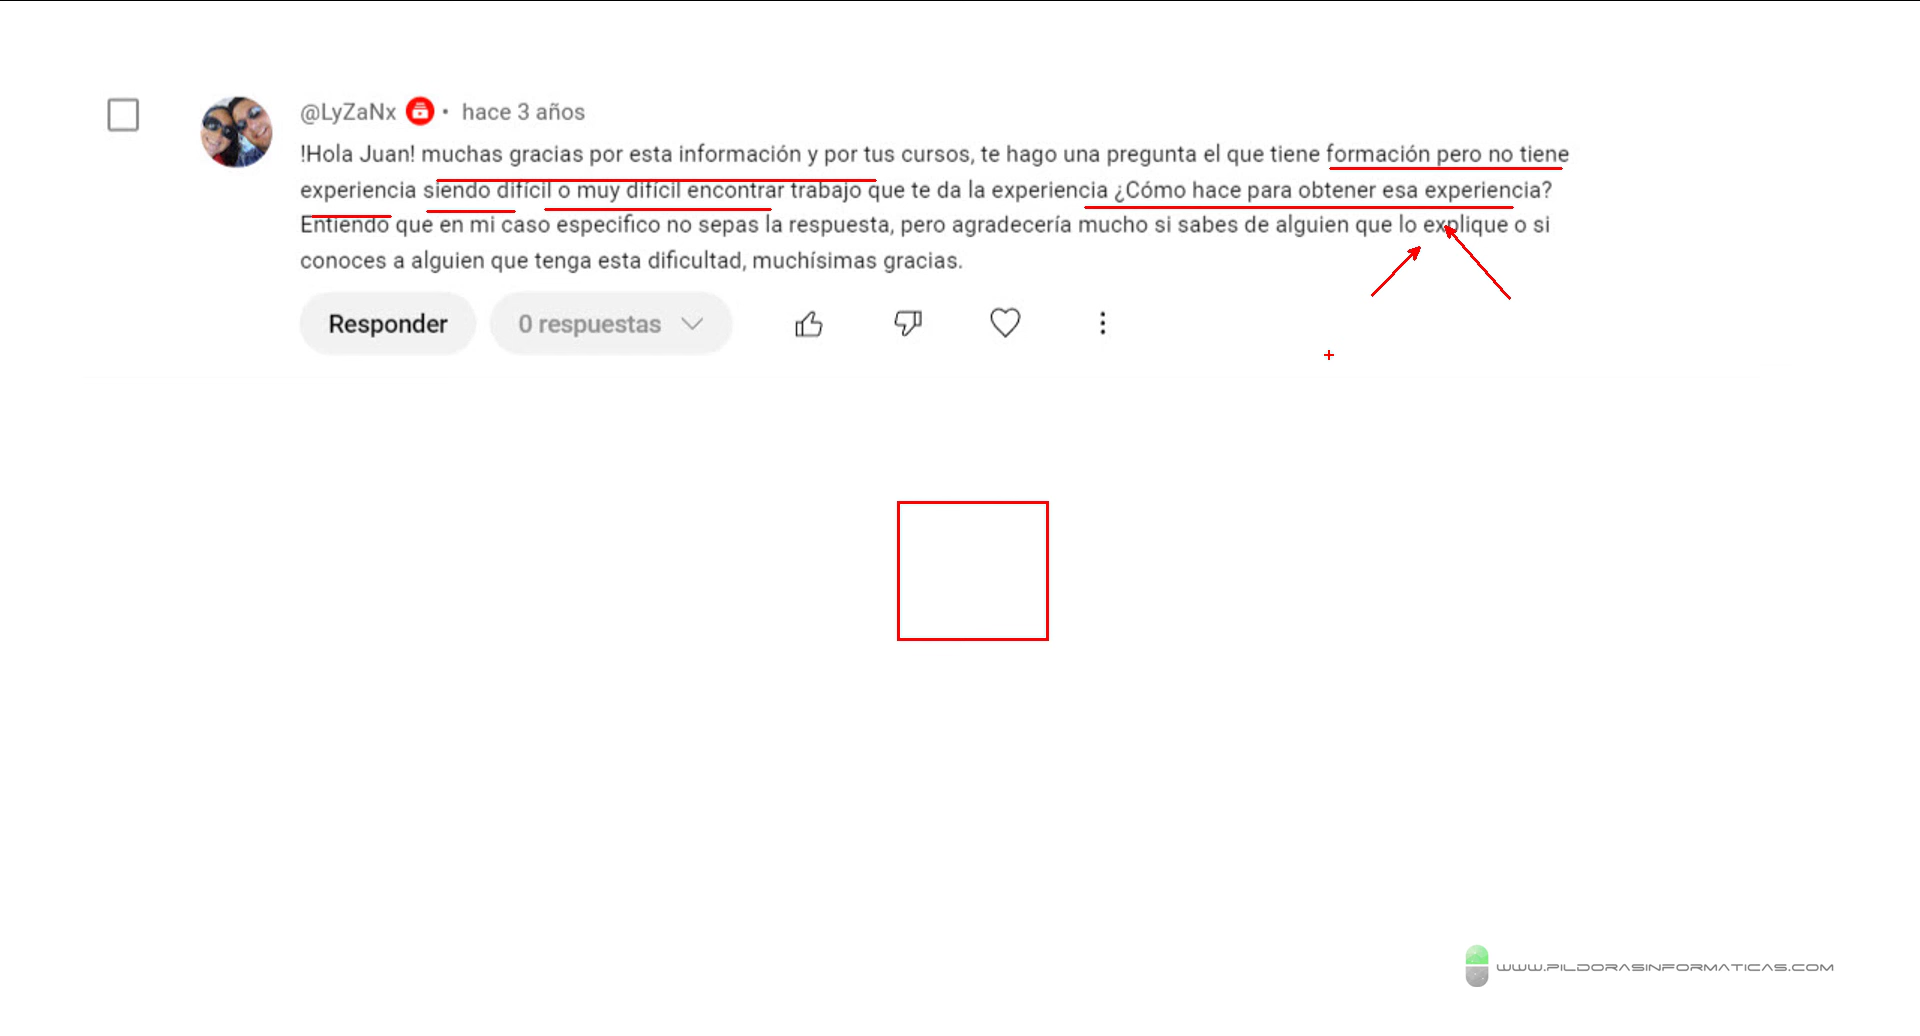 @LyZaNx • hace 3 años
!Hola Juan! muchas gracias por esta información y por tus cursos, te hago una pregunta el que tiene formación pero no tiene
experiencia siendo difícil o muy difícil encontrar trabajo que te da la experiencia ¿Cómo hace para obtener esa experiencia?
Entiendo que en mi caso especifico no sepas la respuesta, pero agradecería mucho si sabes de alguien que lo explique o si
conoces a alguien que tenga esta dificultad, muchísimas gracias.
Responder 0 respuestas
WWW.PILDORASINFORMATICAS.COM